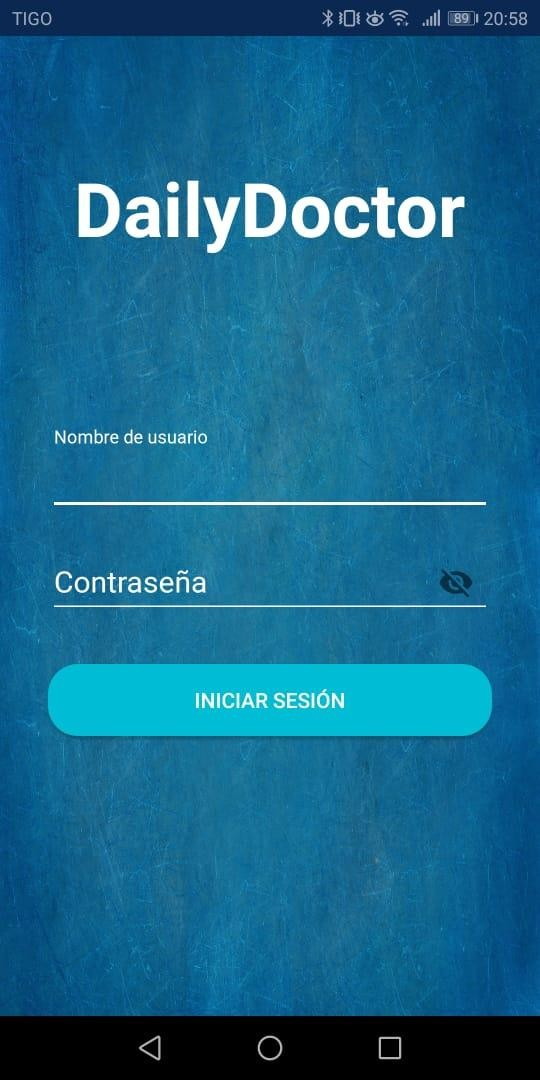 TIGO 89 20:58
DailyDoctor
Nombre de usuario
Contraseña
INICIAR SESIÓN